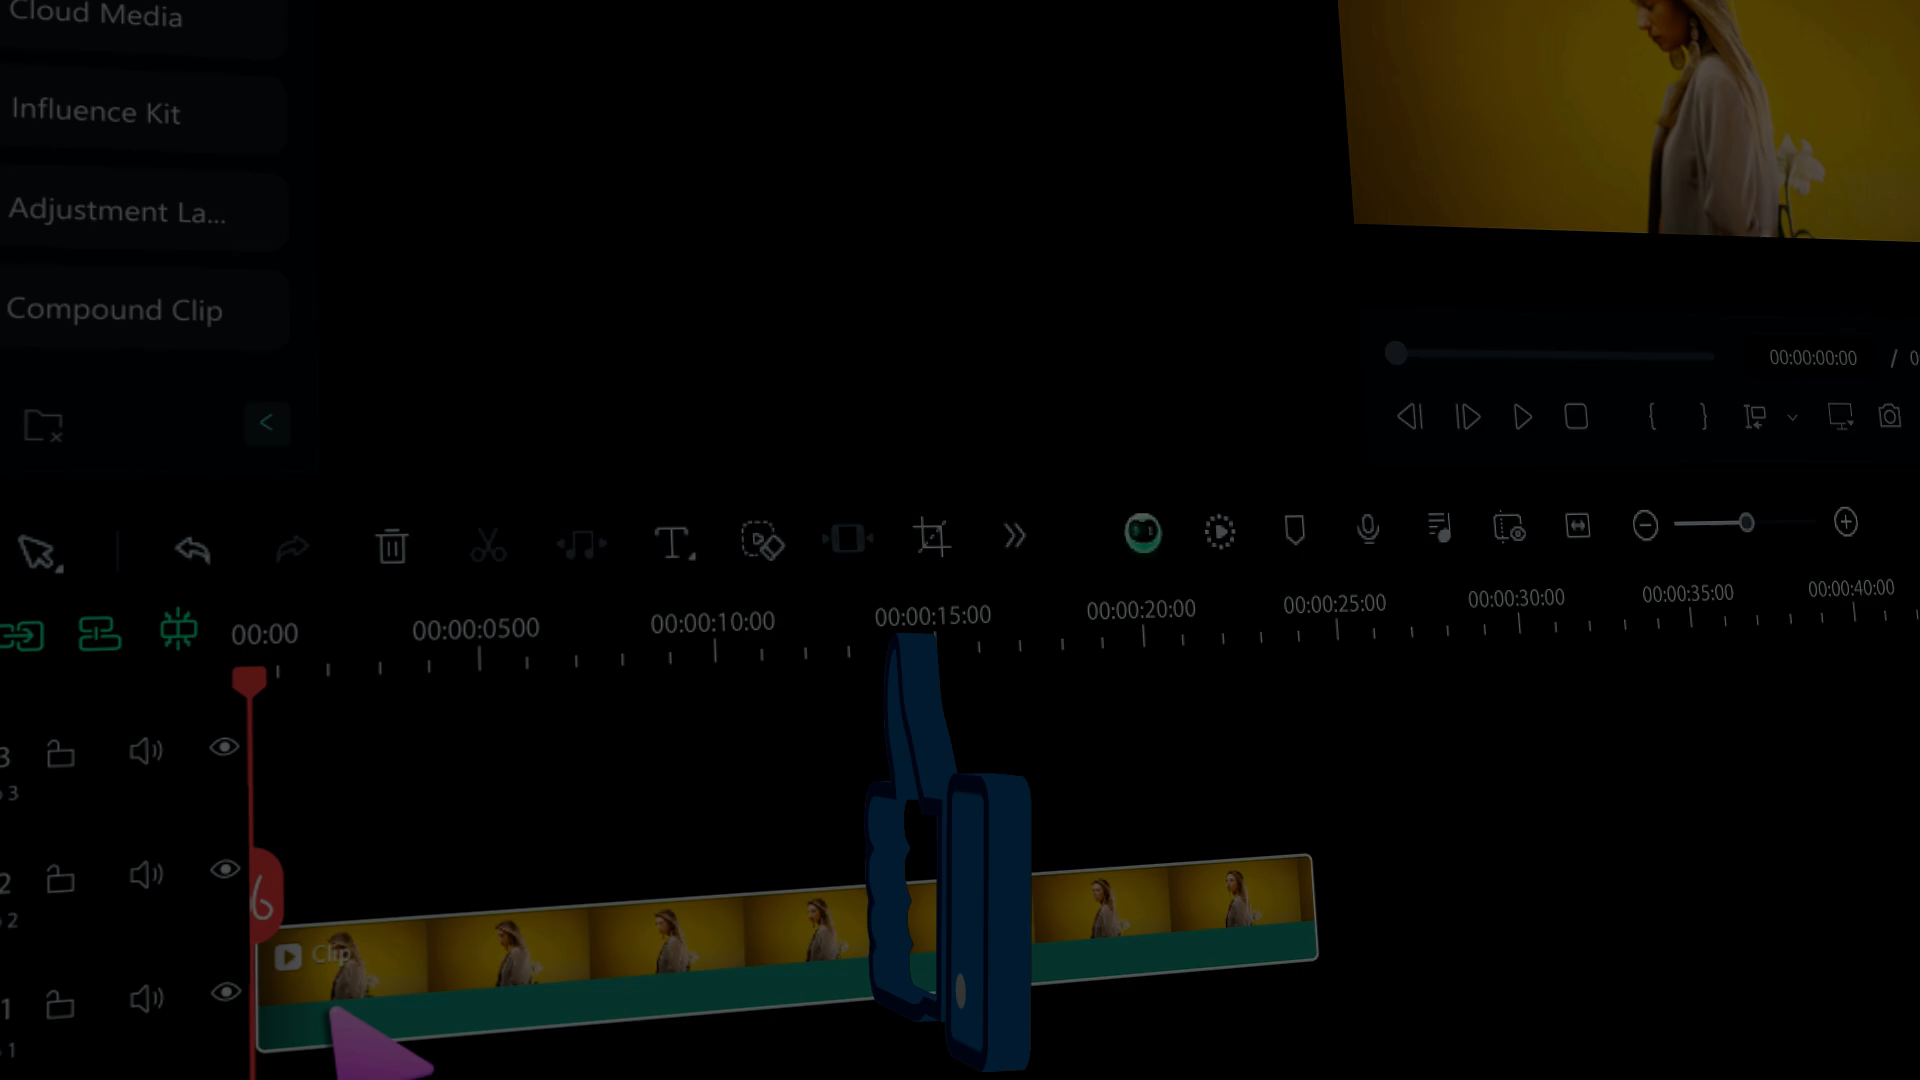 Cloud Media
Influence Kit
Adjustment La...
Compound Clip
00:00:00:00 / 0
00:00 00:00:0500 00:00:10:00 00:00:15:00 00:00:20:00 00:00:25:00 00:00:30:00 00:00:35:00 00:00:40:00
3
3
2
2
Clip
1
1